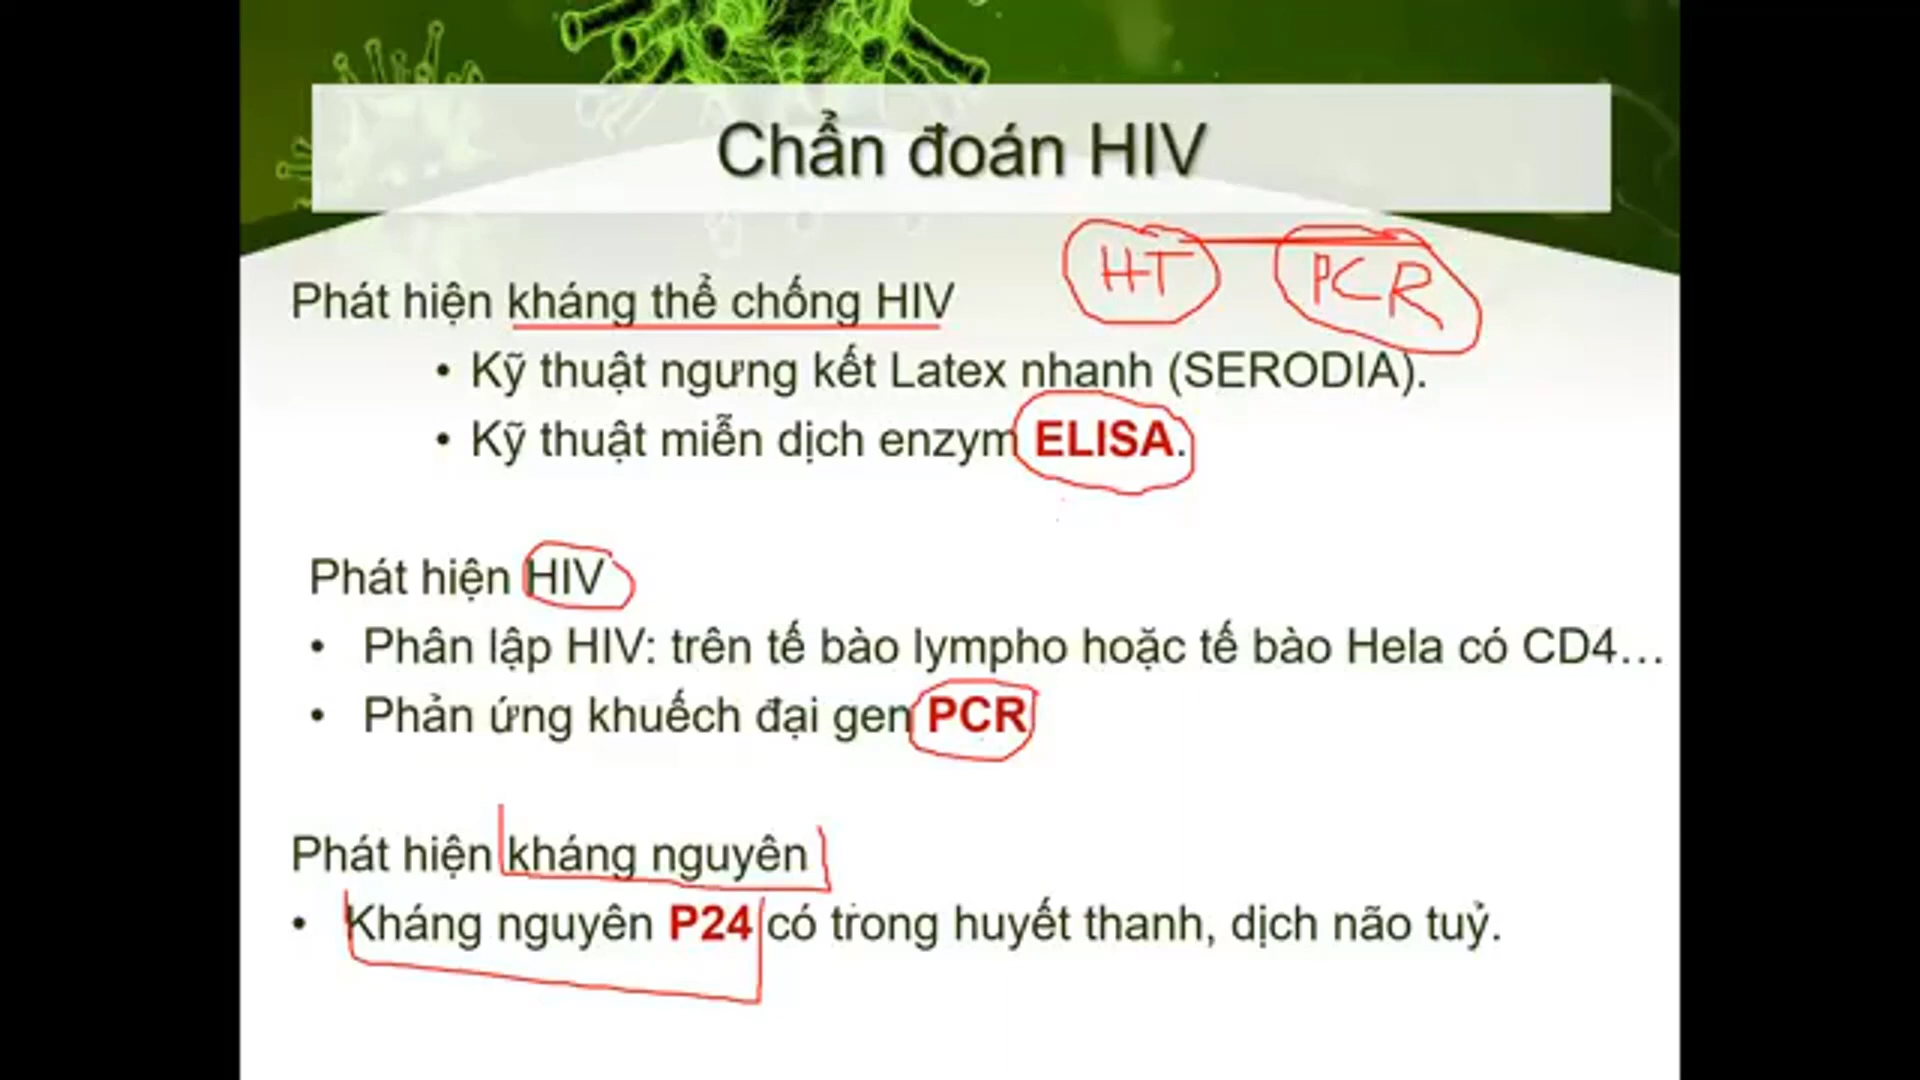 Chẩn đoán HIV
HT PCR
Phát hiện kháng thể chống HIV
• Kỹ thuật ngưng kết Latex nhanh (SERODIA).
• Kỹ thuật miễn dịch enzym ELISA.
Phát hiện HIV
• Phân lập HIV: trên tế bào lympho hoặc tế bào Hela có CD4...
• Phản ứng khuếch đại gen PCR
Phát hiện kháng nguyên
• Kháng nguyên P24 có trong huyết thanh, dịch não tuỷ.